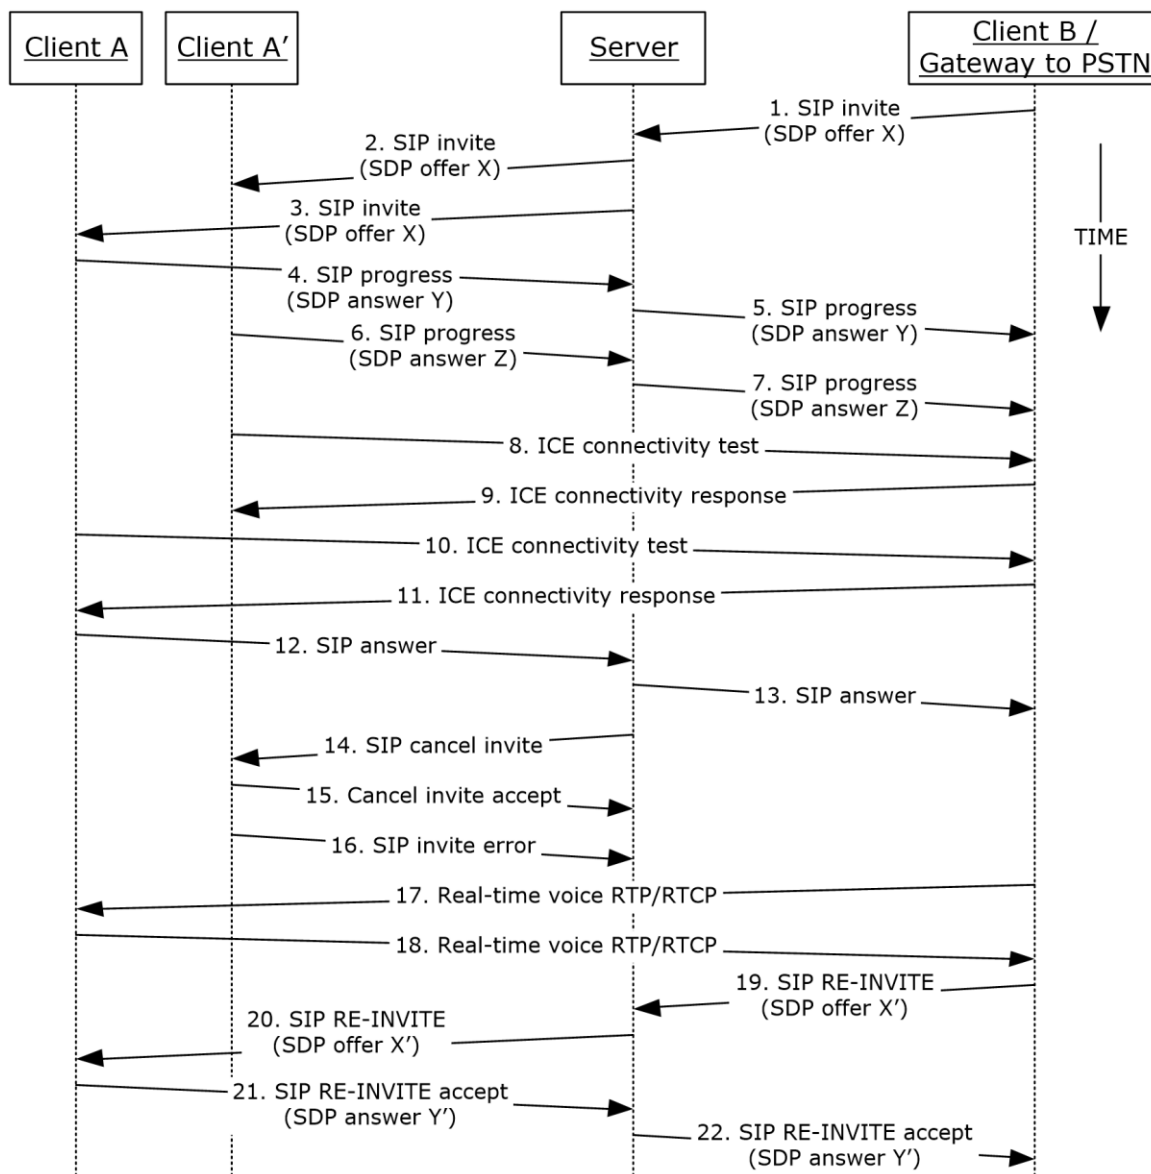 Client A
Client A′
Server
Client B /
Gateway to PSTN
1. SIP invite
(SDP offer X)
2. SIP invite
(SDP offer X)
3. SIP invite
(SDP offer X)
TIME
4. SIP progress
(SDP answer Y)
5. SIP progress
(SDP answer Y)
6. SIP progress
(SDP answer Z)
7. SIP progress
(SDP answer Z)
8. ICE connectivity test
9. ICE connectivity response
10. ICE connectivity test
11. ICE connectivity response
12. SIP answer
13. SIP answer
14. SIP cancel invite
15. Cancel invite accept
16. SIP invite error
17. Real-time voice RTP/RTCP
18. Real-time voice RTP/RTCP
19. SIP RE-INVITE
(SDP offer X’)
20. SIP RE-INVITE
(SDP offer X’)
21. SIP RE-INVITE accept
(SDP answer Y’)
22. SIP RE-INVITE accept
(SDP answer Y’)